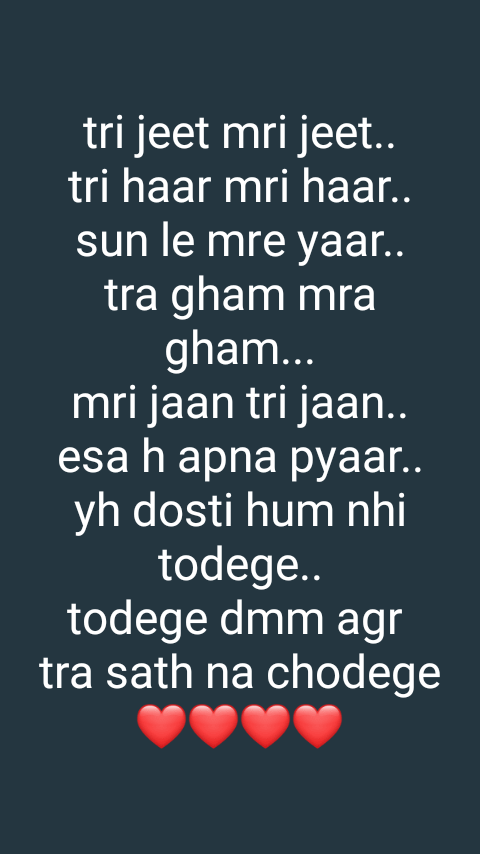 tri jeet mri jeet..
tri haar mri haar..
sun le mre yaar..
tra gham mra
gham...
mri jaan tri jaan..
esa h apna pyaar..
yh dosti hum nhi
todege..
todege dmm agr
tra sath na chodege
❤️❤️❤️❤️